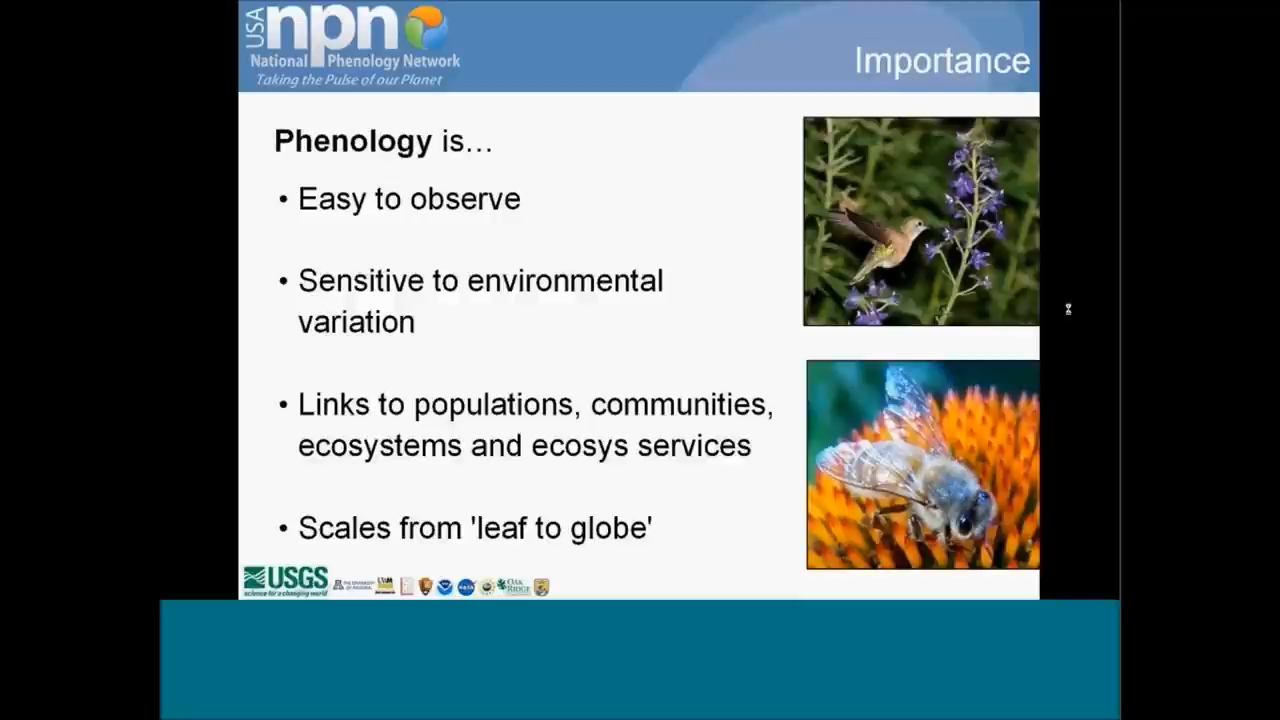 USA npn
National Phenology Network
Taking the Pulse of our Planet
Importance
Phenology is...
• Easy to observe
• Sensitive to environmental
variation
• Links to populations, communities,
ecosystems and ecosys services
• Scales from 'leaf to globe'
USGS
science for a changing world
OAK
RIDGE